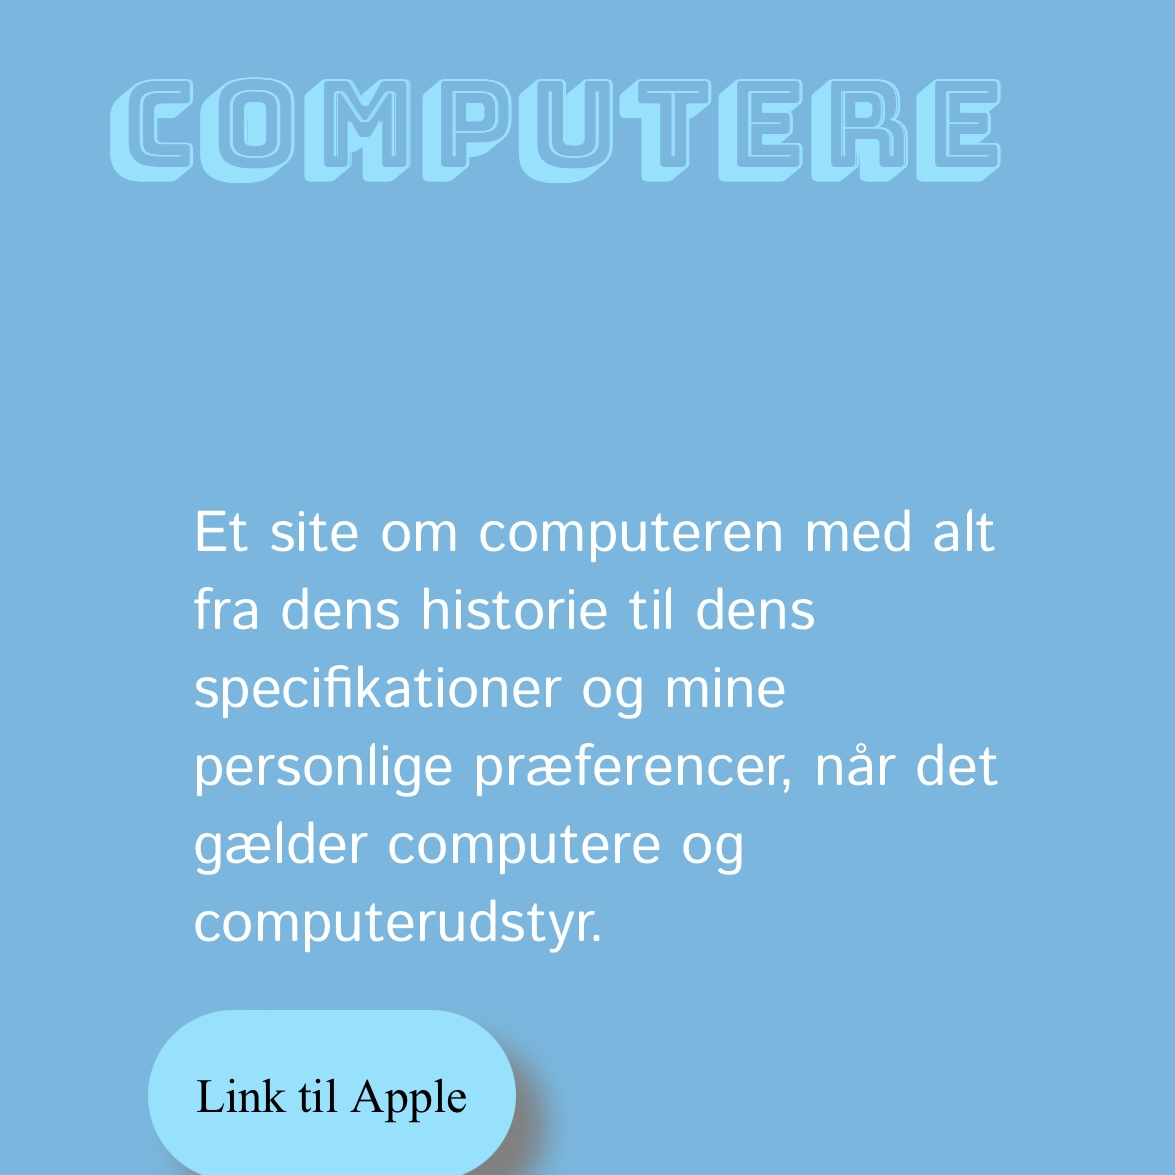 COMPUTERE
Et site om computeren med alt
fra dens historie til dens
specifikationer og mine
personlige præferencer, når det
gælder computere og
computerudstyr.
Link til Apple